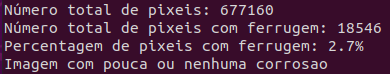 Número total de pixeis: 677160
Número total de pixeis com ferrugem: 18546
Percentagem de pixeis com ferrugem: 2.7%
Imagem com pouca ou nenhuma corrosao